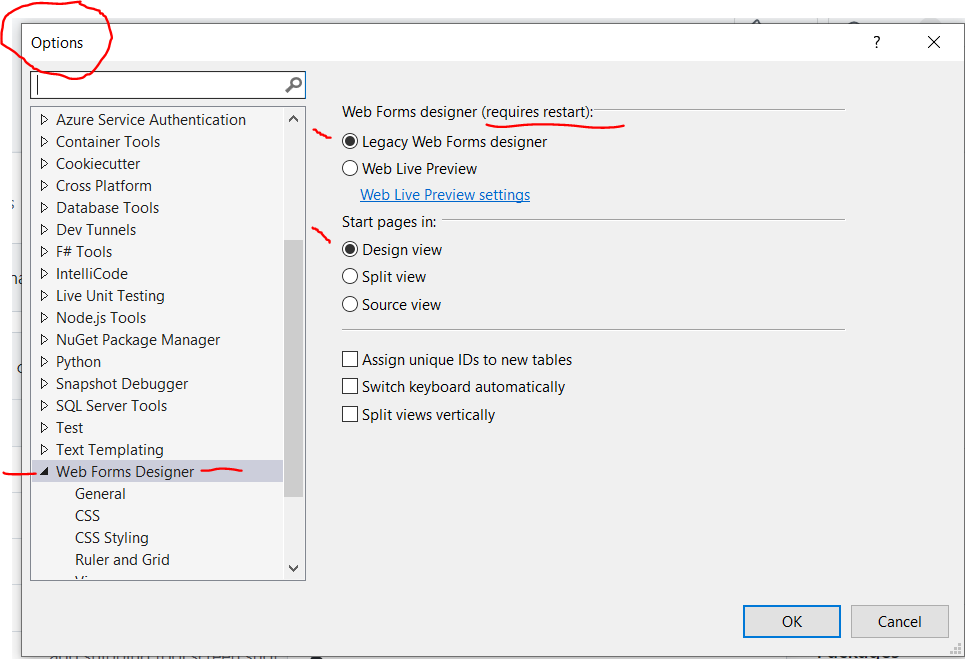 Options
?
Azure Service Authentication
Container Tools
Cookiecutter
Cross Platform
Database Tools
Dev Tunnels
F# Tools
IntelliCode
Live Unit Testing
Node.js Tools
NuGet Package Manager
Python
Snapshot Debugger
SQL Server Tools
Test
Text Templating
Web Forms Designer
General
CSS
CSS Styling
Ruler and Grid
Web Forms designer (requires restart):
Legacy Web Forms designer
Web Live Preview
Web Live Preview settings
Start pages in:
Design view
Split view
Source view
Assign unique IDs to new tables
Switch keyboard automatically
Split views vertically
OK
Cancel